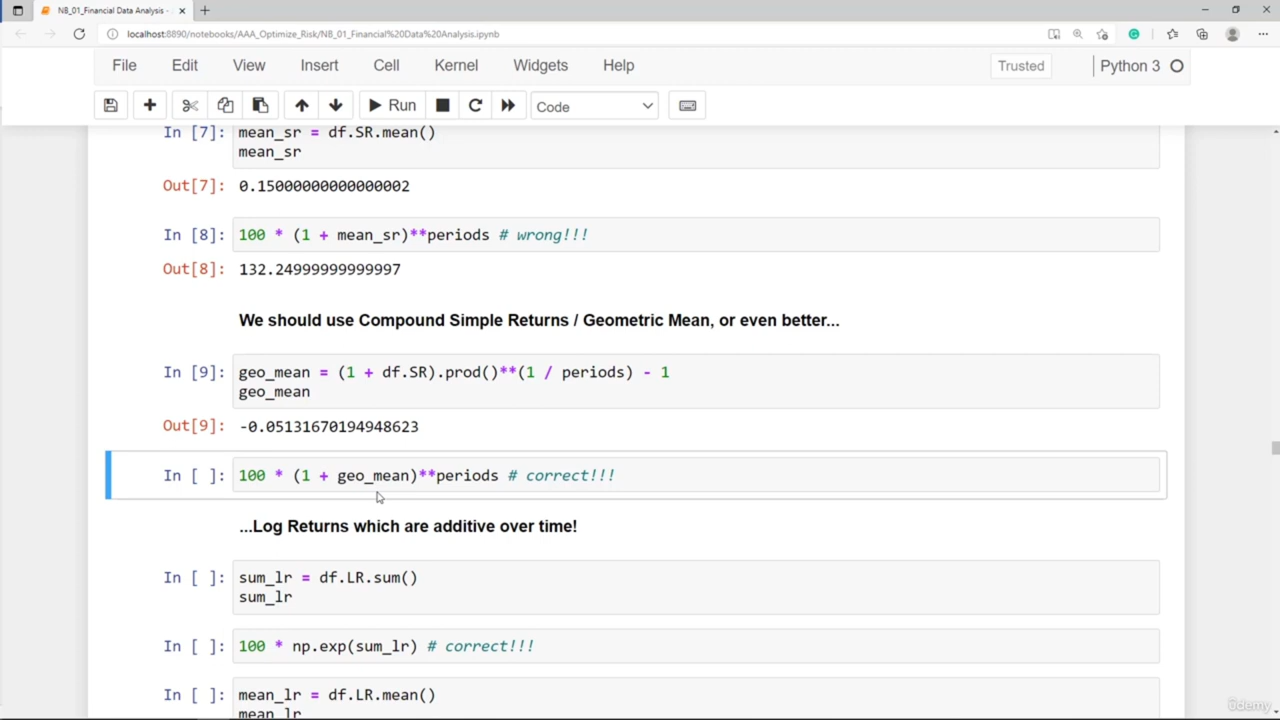 NB_01_Financial Data Analysis -
localhost:8890/notebooks/AAA_Optimize_Risk/NB_01_Financial%20Data%20Analysis.ipynb
File Edit View Insert Cell Kernel Widgets Help Trusted Python 3
Run Code
In [7]: mean_sr = df.SR.mean()
mean_sr
Out[7]: 0.15000000000000002
In [8]: 100 * (1 + mean_sr)**periods # wrong!!!
Out[8]: 132.24999999999997
We should use Compound Simple Returns / Geometric Mean, or even better...
In [9]: geo_mean = (1 + df.SR).prod()**(1 / periods) - 1
geo_mean
Out[9]: -0.05131670194948623
In [ ]: 100 * (1 + geo_mean)**periods # correct!!!
...Log Returns which are additive over time!
In [ ]: sum_lr = df.LR.sum()
sum_lr
In [ ]: 100 * np.exp(sum_lr) # correct!!!
In [ ]: mean_lr = df.LR.mean()
mean_lr
ûdemy